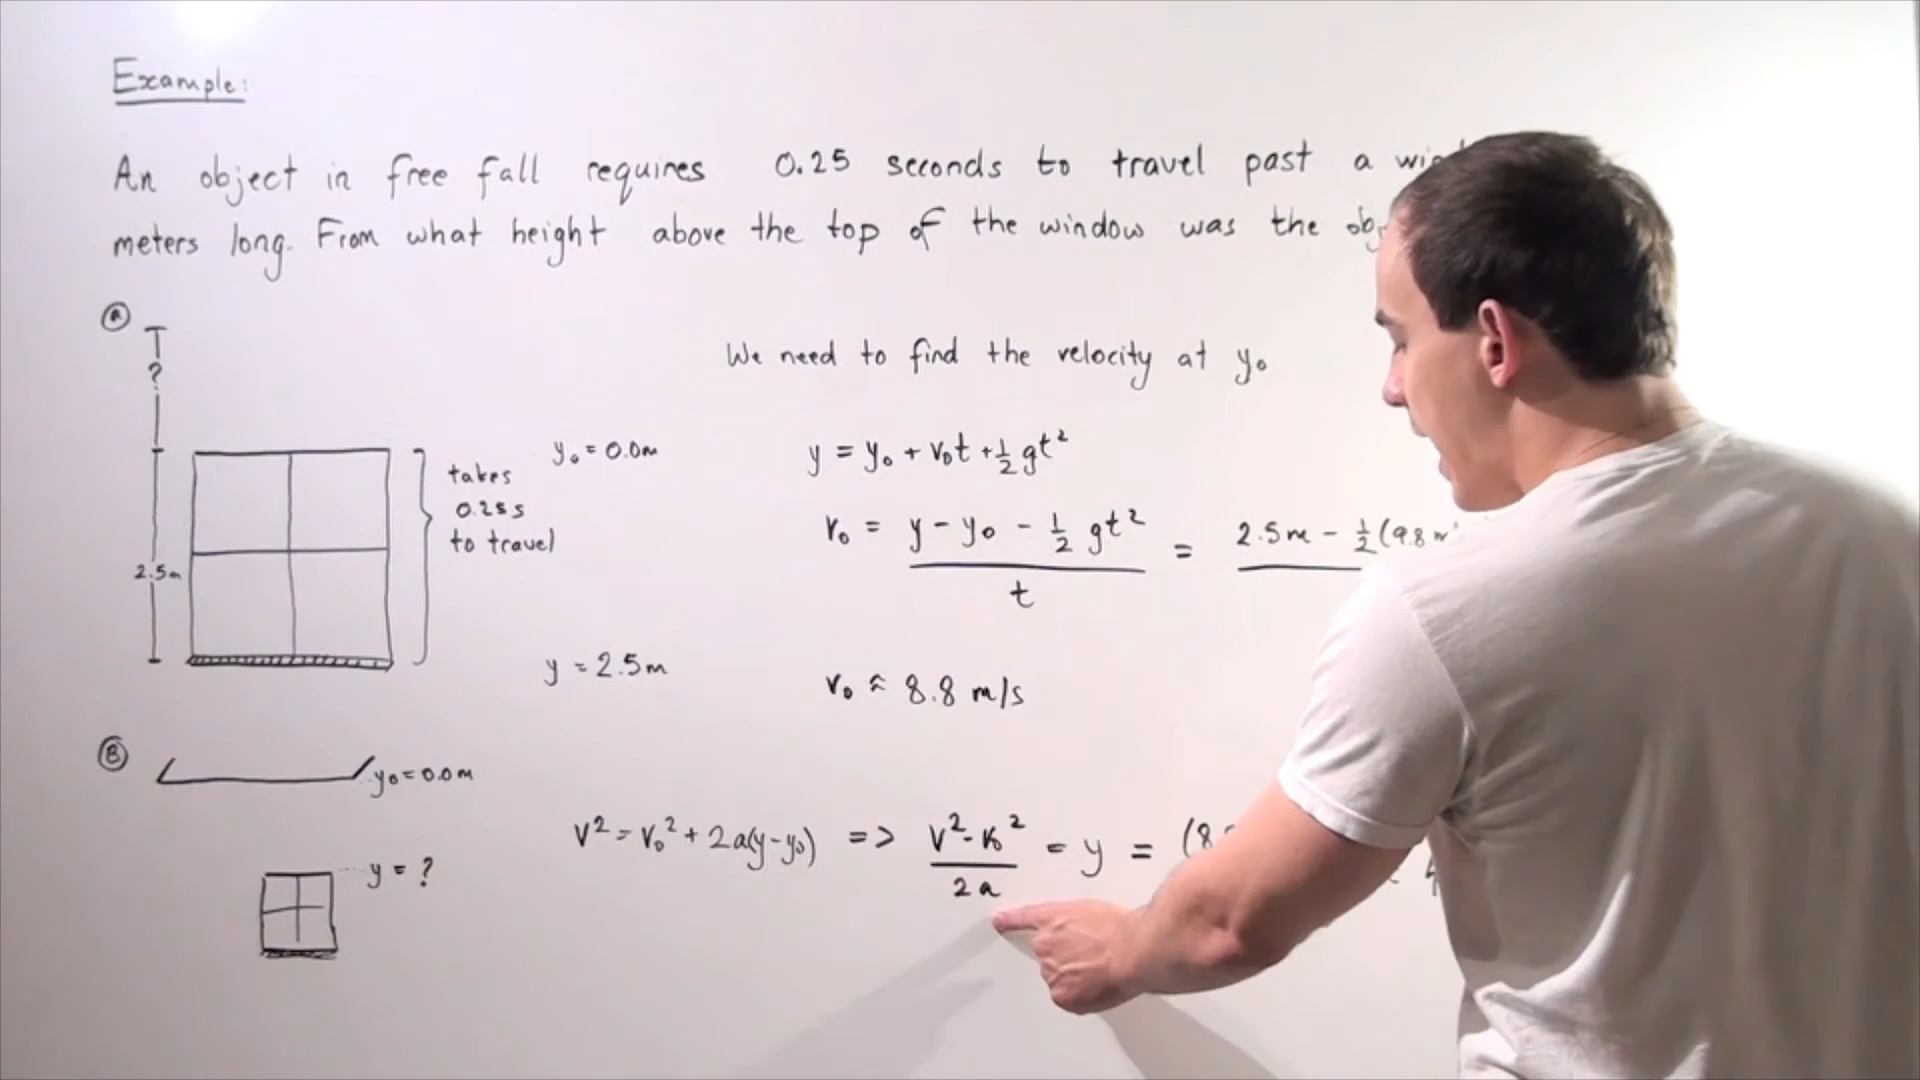 Example:
An object in free fall requires 0.25 seconds to travel past a
meters long. From what height above the top of the window was the
Ⓐ
?
We need to find the velocity at y₀
y₀ = 0.0m
y = y₀ + v₀t + ½ gt²
takes
0.25s
to travel
v₀ = y - y₀ - ½ gt² / t = 2.5m - ½ (9.8
2.5m
y = 2.5m
v₀ ≈ 8.8 m/s
Ⓑ
y₀ = 0.0m
v² = v₀² + 2a(y-y₀) => v² - v₀² / 2a = y = (8
y = ?